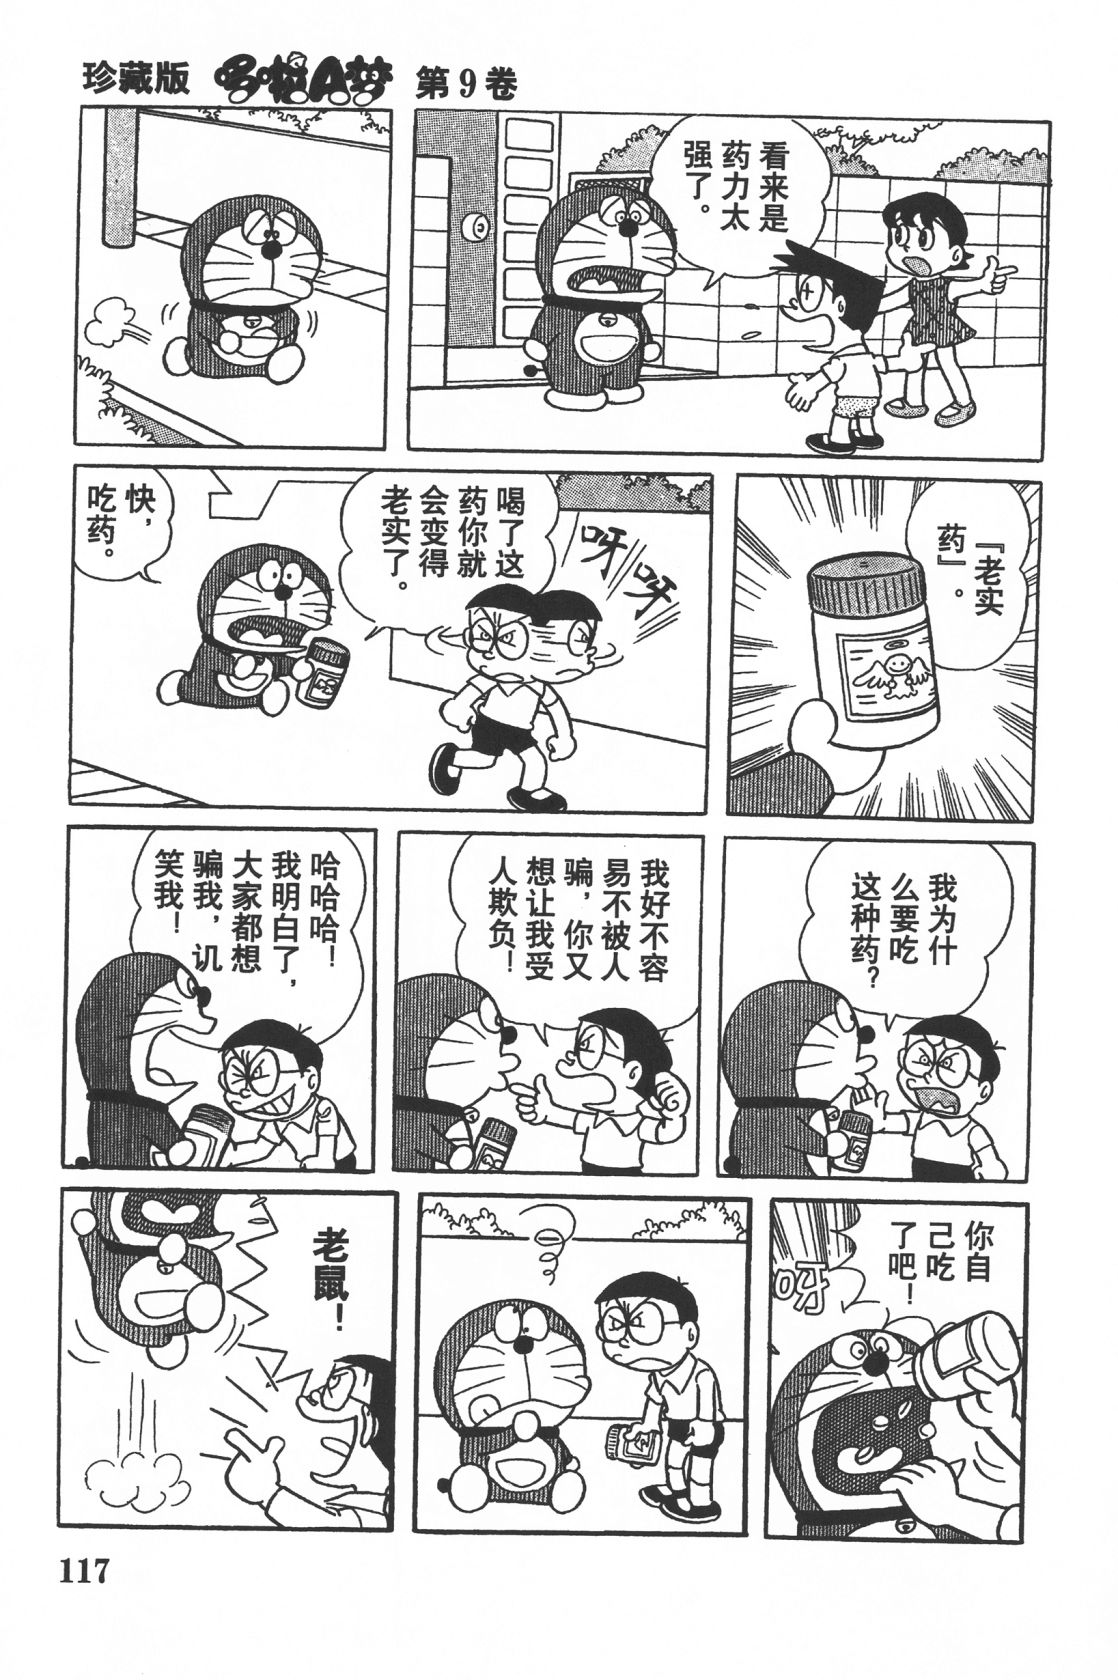 珍藏版 哆啦A梦 第9卷
看来是
药力太
强了。
『老实
药』。
喝了这
药你就
会变得
老实了。
呀
呀
快，
吃药。
我为什
么要吃
这种药？
我好不容
易不被人
骗，你又
想让我受
人欺负！
哈哈哈！
我明白了，
大家都想
骗我，讥
笑我！
你自
己吃
了吧！
呀
老鼠！
117